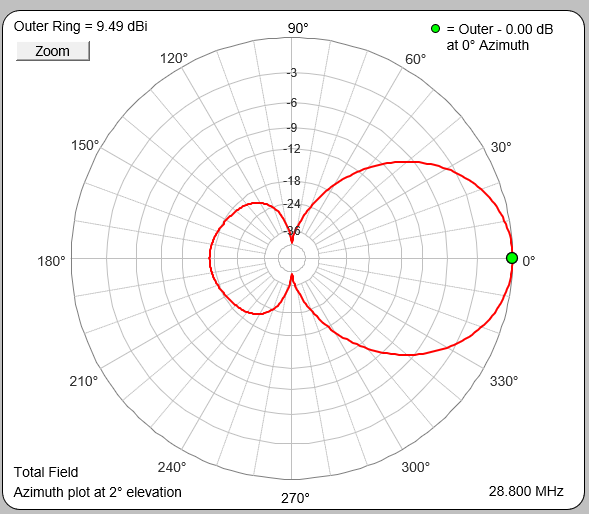 Outer Ring = 9.49 dBi
Zoom
= Outer - 0.00 dB
at 0° Azimuth
90°
120°
60°
150°
30°
180°
0°
210°
330°
240°
300°
270°
-3
-6
-9
-12
-18
-24
-36
Total Field
Azimuth plot at 2° elevation
28.800 MHz